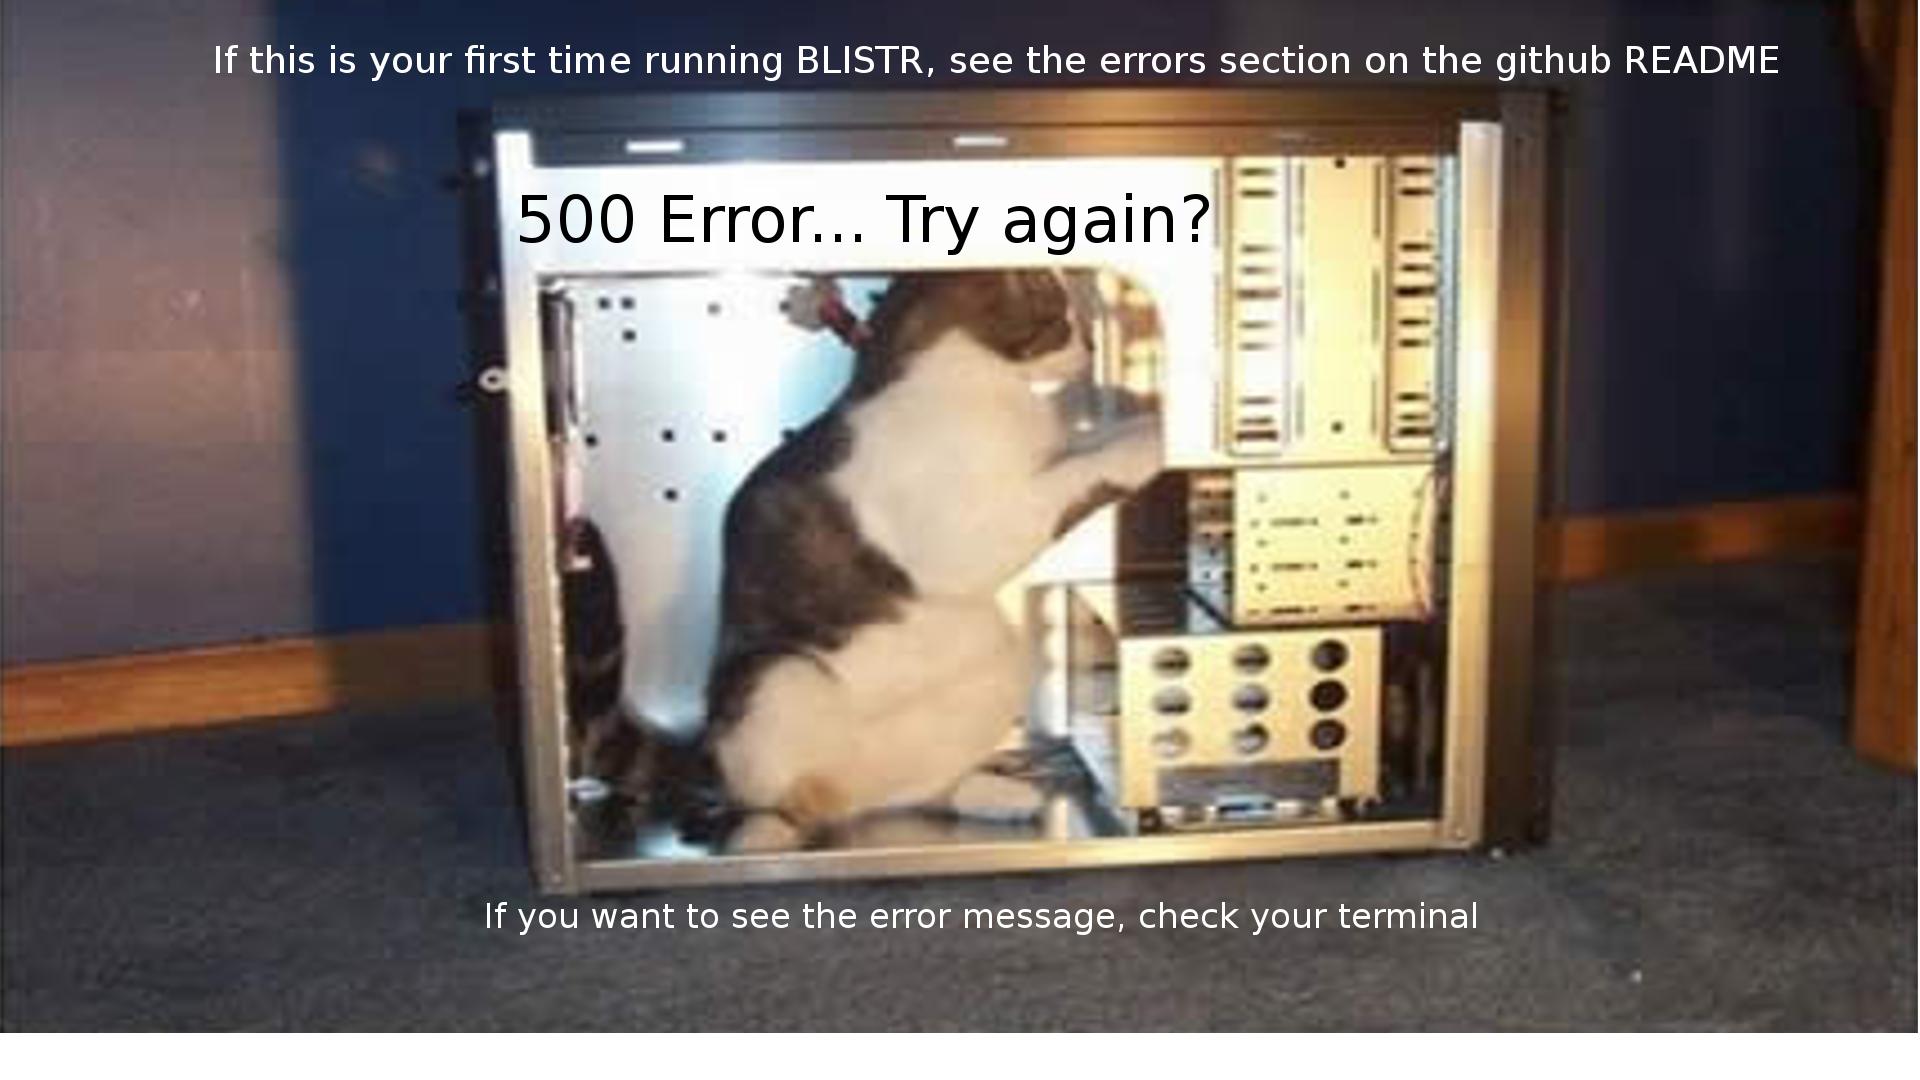 If this is your first time running BLISTR, see the errors section on the github README
500 Error... Try again?
If you want to see the error message, check your terminal